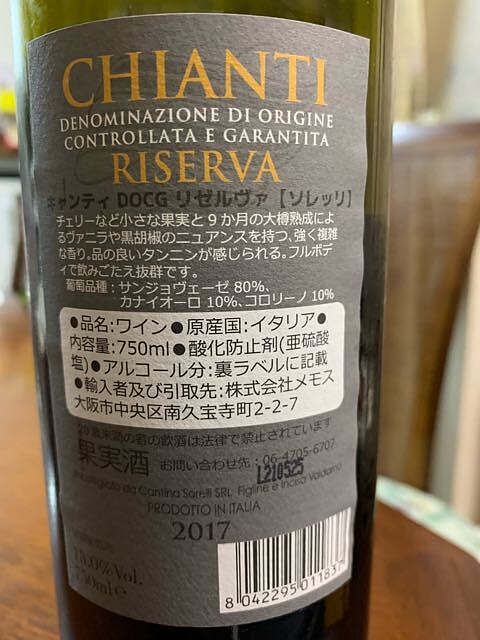 CHIANTI
DENOMINAZIONE DI ORIGINE
CONTROLLATA E GARANTITA
RISERVA
キャンティ DOCG リゼルヴァ【ソレッリ】
チェリーなど小さな果実と9か月の大樽熟成によ
るヴァニラや黒胡椒のニュアンスを持つ、強く複雑
な香り。品の良いタンニンが感じられる。フルボデ
ィで飲みごたえ抜群です。
葡萄品種：サンジョヴェーゼ 80%、
カナイオーロ 10%、コロリーノ 10%
●品名:ワイン●原産国:イタリア●
内容量:750ml●酸化防止剤(亜硫酸
塩)●アルコール分:裏ラベルに記載
●輸入者及び引取先:株式会社メモス
大阪市中央区南久宝寺町2-2-7
20歳未満の者の飲酒は法律で禁止されています
果実酒 お問い合わせ先：06-4705-6707
L210525
da Cantina Sorelli SRL Figline e Incisa Valdarno
PRODOTTO IN ITALIA
2017
13.0%Vol.
750ml e
8 042295 011837